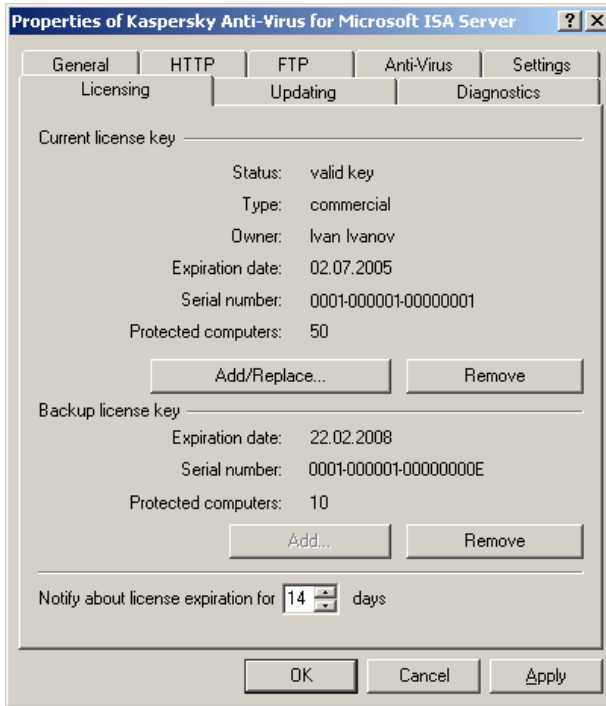 Properties of Kaspersky Anti-Virus for Microsoft ISA Server
General HTTP FTP Anti-Virus Settings
Licensing Updating Diagnostics
Current license key
Status: valid key
Type: commercial
Owner: Ivan Ivanov
Expiration date: 02.07.2005
Serial number: 0001-000001-00000001
Protected computers: 50
Add/Replace... Remove
Backup license key
Expiration date: 22.02.2008
Serial number: 0001-000001-00000000E
Protected computers: 10
Add... Remove
Notify about license expiration for 14 days
OK Cancel Apply